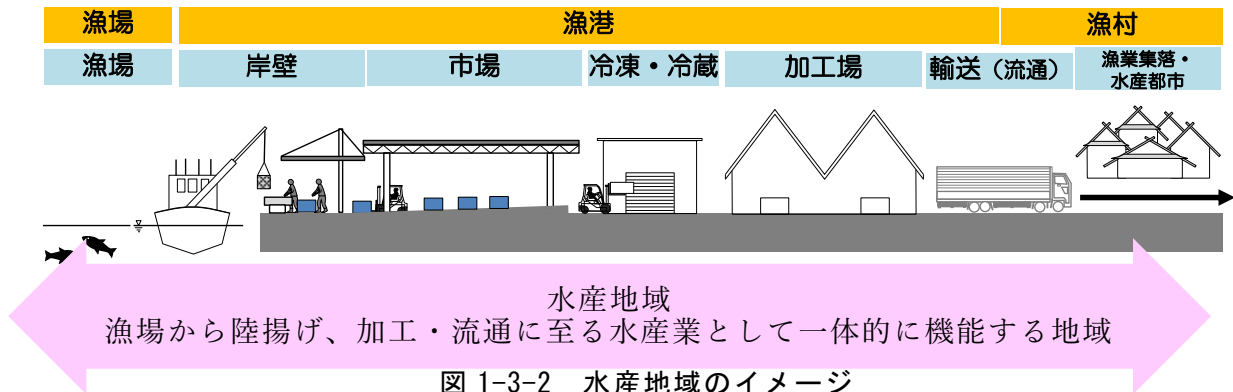 漁場 漁港 漁村
漁場 岸壁 市場 冷凍・冷蔵 加工場 輸送（流通） 漁業集落・
水産都市
水産地域
漁場から陸揚げ、加工・流通に至る水産業として一体的に機能する地域
図 1-3-2 水産地域のイメージ